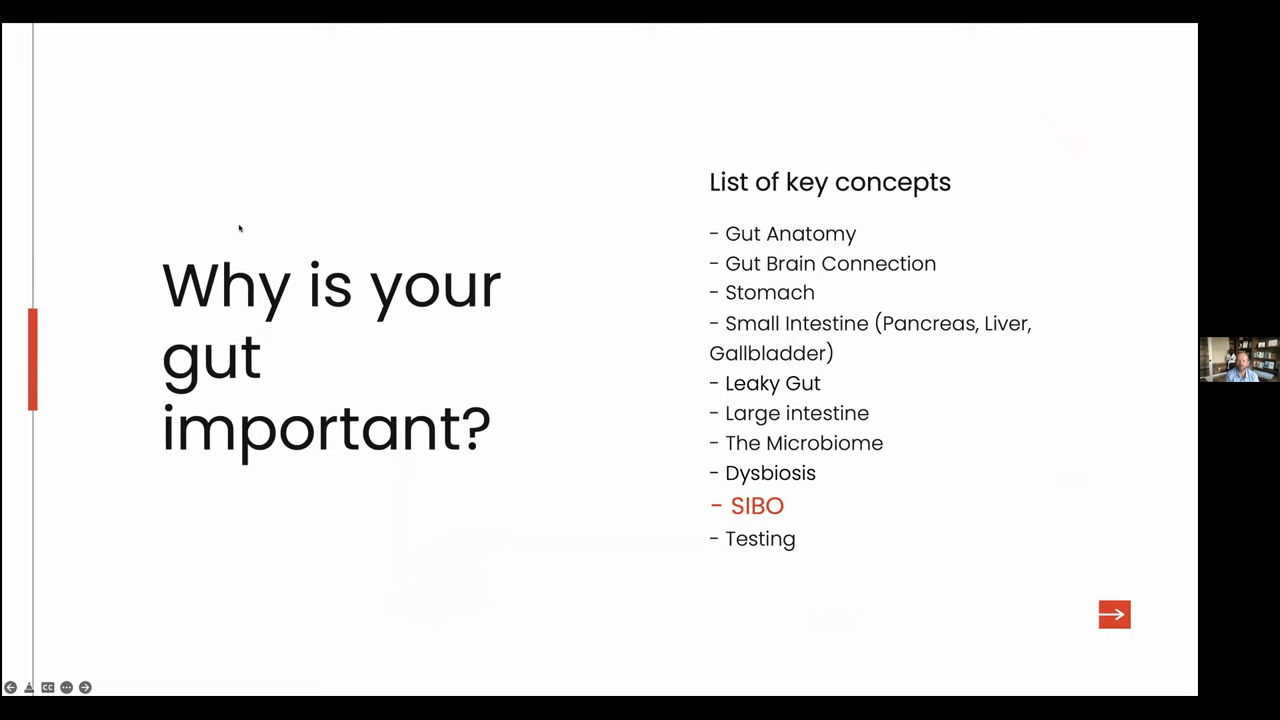 Why is your
gut
important?
List of key concepts
- Gut Anatomy
- Gut Brain Connection
- Stomach
- Small Intestine (Pancreas, Liver,
Gallbladder)
- Leaky Gut
- Large intestine
- The Microbiome
- Dysbiosis
- SIBO
- Testing
CC